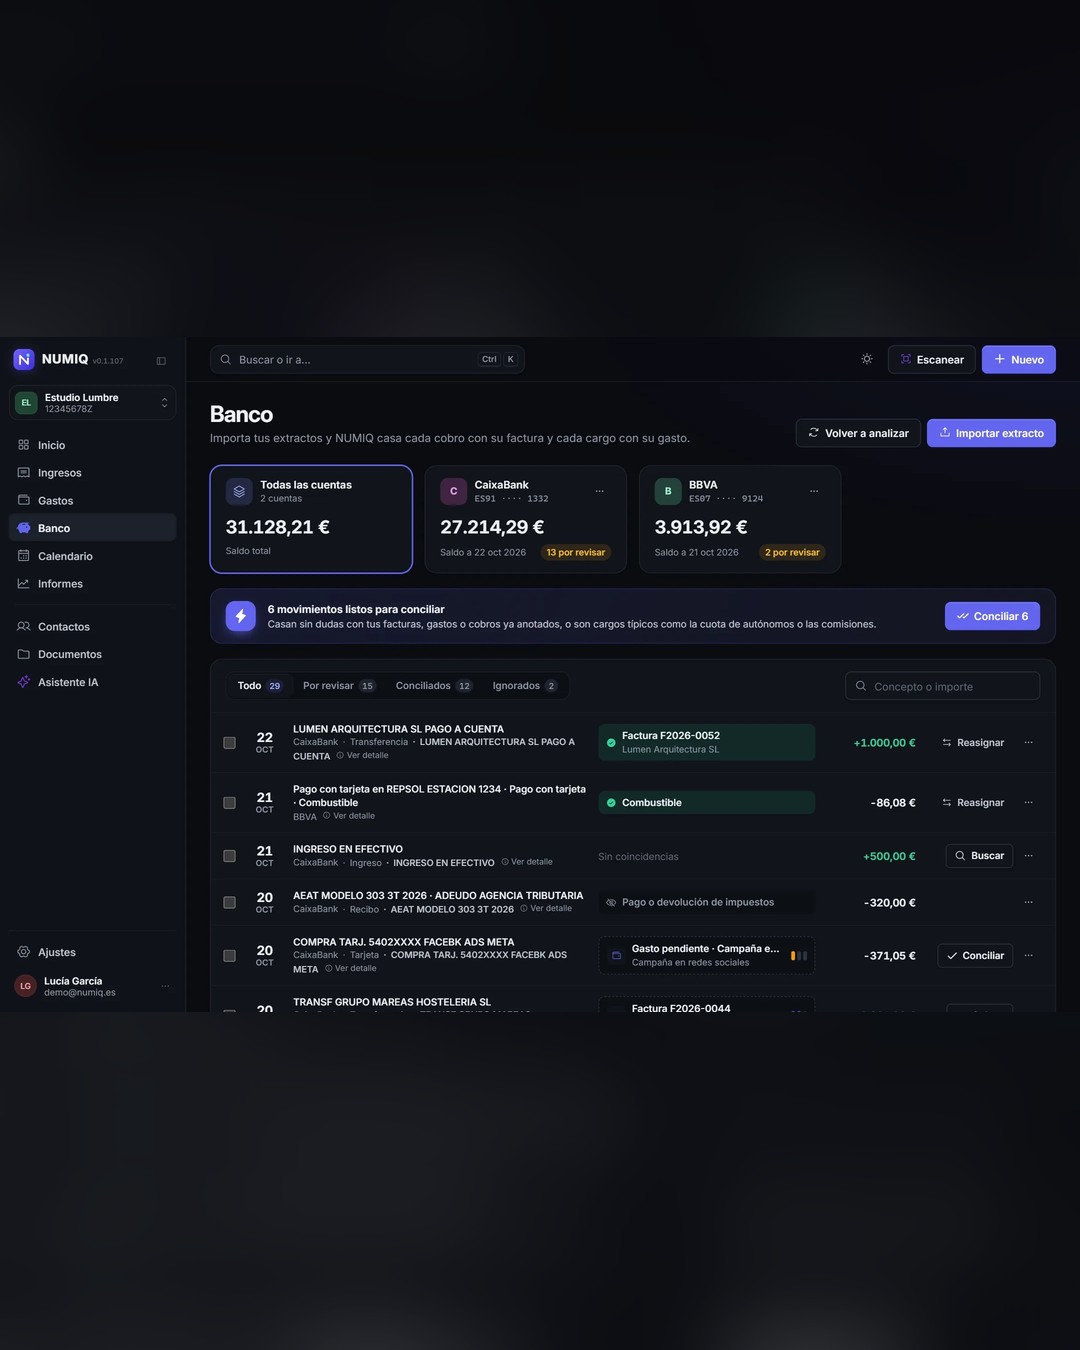 NUMIQ v0.1.107
Estudio Lumbre
12345678Z
Inicio
Ingresos
Gastos
Banco
Calendario
Informes
Contactos
Documentos
Asistente IA
Ajustes
LG
Lucía García
demo@numiq.es
EL
Buscar o ir a...
Ctrl K
Escanear
Nuevo
Banco
Importa tus extractos y NUMIQ casa cada cobro con su factura y cada cargo con su gasto.
Volver a analizar
Importar extracto
Todas las cuentas
2 cuentas
31.128,21 €
Saldo total
C
CaixaBank
ES91 ···· 1332
27.214,29 €
Saldo a 22 oct 2026
13 por revisar
B
BBVA
ES07 ···· 9124
3.913,92 €
Saldo a 21 oct 2026
2 por revisar
6 movimientos listos para conciliar
Casan sin dudas con tus facturas, gastos o cobros ya anotados, o son cargos típicos como la cuota de autónomos o las comisiones.
Conciliar 6
Todo 29
Por revisar 15
Conciliados 12
Ignorados 2
Concepto o importe
22
OCT
LUMEN ARQUITECTURA SL PAGO A CUENTA
CaixaBank · Transferencia · LUMEN ARQUITECTURA SL PAGO A
CUENTA Ver detalle
Factura F2026-0052
Lumen Arquitectura SL
+1.000,00 €
Reasignar
21
OCT
Pago con tarjeta en REPSOL ESTACION 1234 · Pago con tarjeta
· Combustible
BBVA Ver detalle
Combustible
-86,08 €
Reasignar
21
OCT
INGRESO EN EFECTIVO
CaixaBank · Ingreso · INGRESO EN EFECTIVO Ver detalle
Sin coincidencias
+500,00 €
Buscar
20
OCT
AEAT MODELO 303 3T 2026 · ADEUDO AGENCIA TRIBUTARIA
CaixaBank · Recibo · AEAT MODELO 303 3T 2026 Ver detalle
Pago o devolución de impuestos
-320,00 €
20
OCT
COMPRA TARJ. 5402XXXX FACEBK ADS META
CaixaBank · Tarjeta · COMPRA TARJ. 5402XXXX FACEBK ADS
META Ver detalle
Gasto pendiente · Campaña e...
Campaña en redes sociales
-371,05 €
Conciliar
20
TRANSF GRUPO MAREAS HOSTELERIA SL
Factura F2026-0044